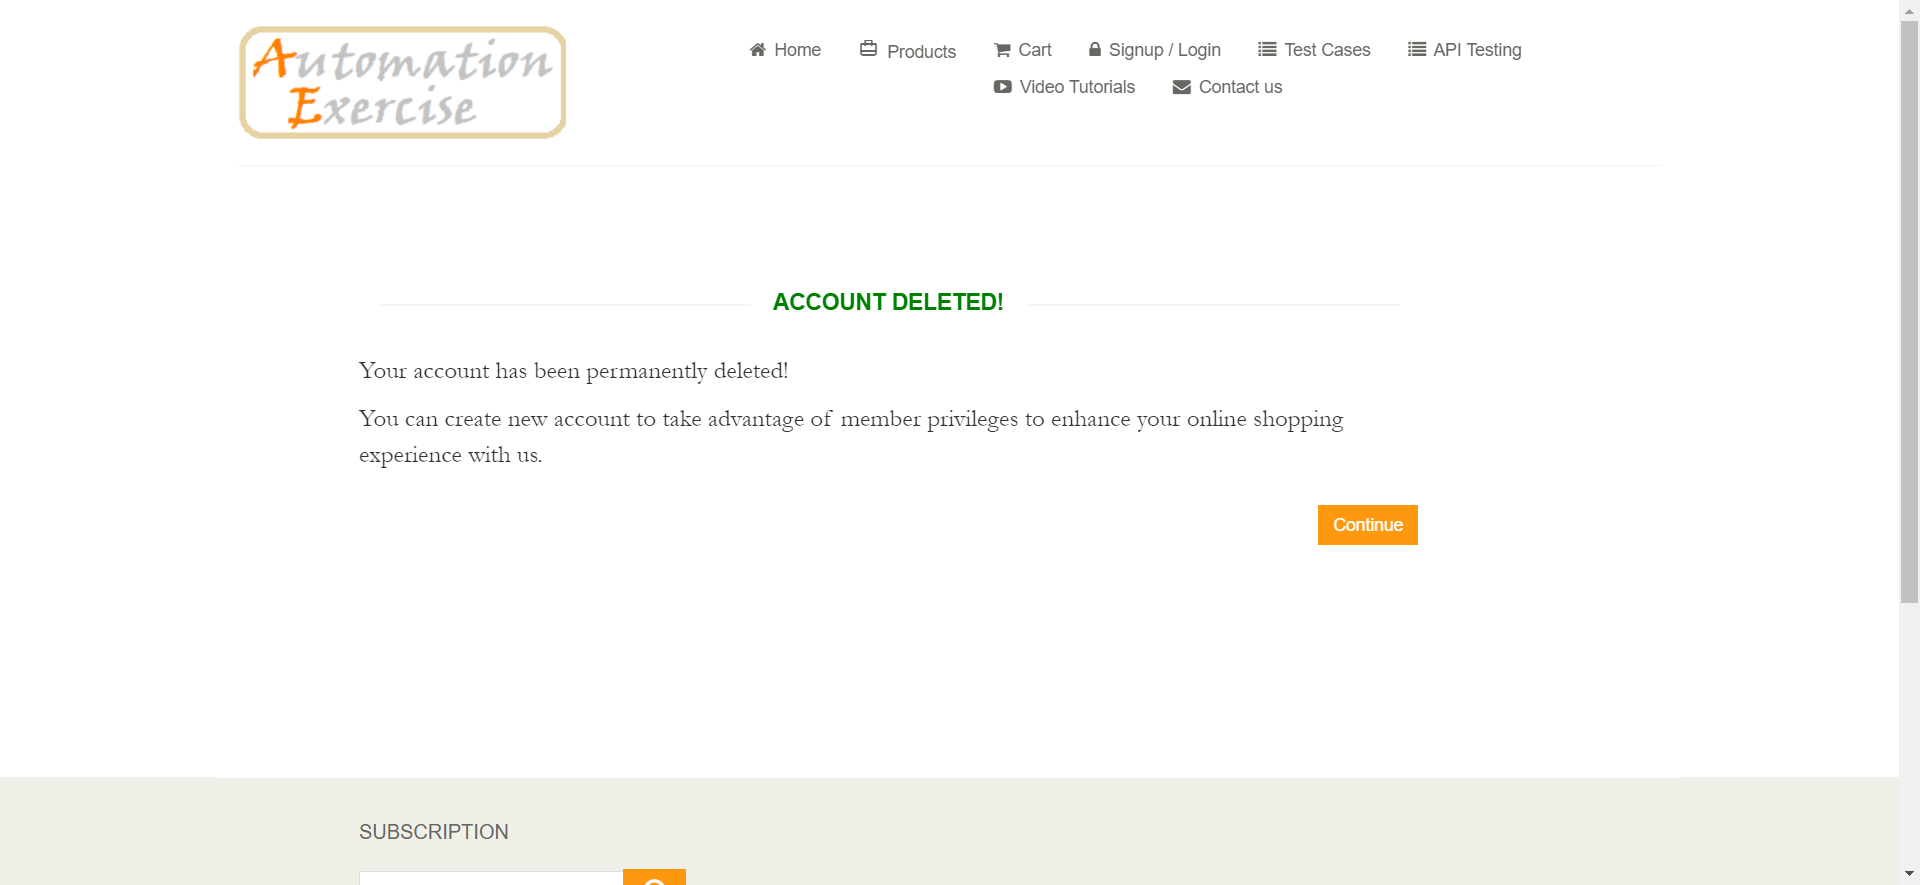 Automation
Exercise
Home
Products
Cart
Signup / Login
Test Cases
API Testing
Video Tutorials
Contact us
ACCOUNT DELETED!
Your account has been permanently deleted!
You can create new account to take advantage of member privileges to enhance your online shopping
experience with us.
Continue
SUBSCRIPTION